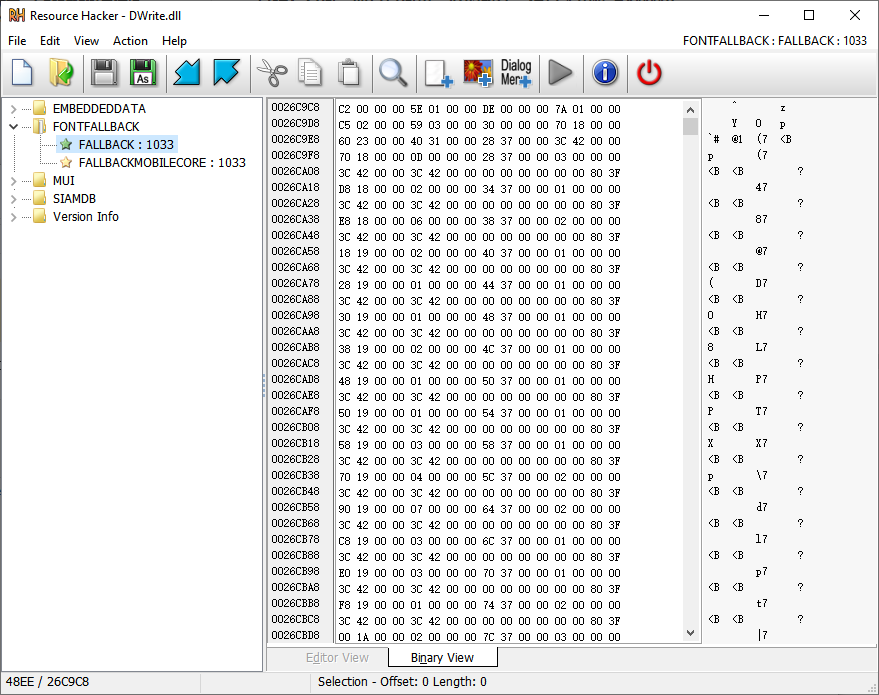 Resource Hacker - DWrite.dll
File Edit View Action Help
FONTFALLBACK : FALLBACK : 1033
As
Dialog
Menu
EMBEDDEDDATA
FONTFALLBACK
FALLBACK : 1033
FALLBACKMOBILECORE : 1033
MUI
SIAMDB
Version Info
0026C9C8 C2 00 00 00 5E 01 00 00 DE 00 00 00 7A 01 00 00 ^ z
0026C9D8 C5 02 00 00 59 03 00 00 30 00 00 00 70 18 00 00 Y 0 p
0026C9E8 60 23 00 00 40 31 00 00 28 37 00 00 3C 42 00 00 `# @1 (7 <B
0026C9F8 70 18 00 00 0D 00 00 00 28 37 00 00 03 00 00 00 p (7
0026CA08 3C 42 00 00 3C 42 00 00 00 00 00 00 00 00 80 3F <B <B ?
0026CA18 D8 18 00 00 02 00 00 00 34 37 00 00 01 00 00 00 47
0026CA28 3C 42 00 00 3C 42 00 00 00 00 00 00 00 00 80 3F <B <B ?
0026CA38 E8 18 00 00 06 00 00 00 38 37 00 00 02 00 00 00 87
0026CA48 3C 42 00 00 3C 42 00 00 00 00 00 00 00 00 80 3F <B <B ?
0026CA58 18 19 00 00 02 00 00 00 40 37 00 00 01 00 00 00 @7
0026CA68 3C 42 00 00 3C 42 00 00 00 00 00 00 00 00 80 3F <B <B ?
0026CA78 28 19 00 00 01 00 00 00 44 37 00 00 01 00 00 00 ( D7
0026CA88 3C 42 00 00 3C 42 00 00 00 00 00 00 00 00 80 3F <B <B ?
0026CA98 30 19 00 00 01 00 00 00 48 37 00 00 01 00 00 00 0 H7
0026CAA8 3C 42 00 00 3C 42 00 00 00 00 00 00 00 00 80 3F <B <B ?
0026CAB8 38 19 00 00 02 00 00 00 4C 37 00 00 01 00 00 00 8 L7
0026CAC8 3C 42 00 00 3C 42 00 00 00 00 00 00 00 00 80 3F <B <B ?
0026CAD8 48 19 00 00 01 00 00 00 50 37 00 00 01 00 00 00 H P7
0026CAE8 3C 42 00 00 3C 42 00 00 00 00 00 00 00 00 80 3F <B <B ?
0026CAF8 50 19 00 00 01 00 00 00 54 37 00 00 01 00 00 00 P T7
0026CB08 3C 42 00 00 3C 42 00 00 00 00 00 00 00 00 80 3F <B <B ?
0026CB18 58 19 00 00 03 00 00 00 58 37 00 00 01 00 00 00 X X7
0026CB28 3C 42 00 00 3C 42 00 00 00 00 00 00 00 00 80 3F <B <B ?
0026CB38 70 19 00 00 04 00 00 00 5C 37 00 00 02 00 00 00 p \7
0026CB48 3C 42 00 00 3C 42 00 00 00 00 00 00 00 00 80 3F <B <B ?
0026CB58 90 19 00 00 07 00 00 00 64 37 00 00 02 00 00 00 d7
0026CB68 3C 42 00 00 3C 42 00 00 00 00 00 00 00 00 80 3F <B <B ?
0026CB78 C8 19 00 00 03 00 00 00 6C 37 00 00 01 00 00 00 l7
0026CB88 3C 42 00 00 3C 42 00 00 00 00 00 00 00 00 80 3F <B <B ?
0026CB98 E0 19 00 00 03 00 00 00 70 37 00 00 01 00 00 00 p7
0026CBA8 3C 42 00 00 3C 42 00 00 00 00 00 00 00 00 80 3F <B <B ?
0026CBB8 F8 19 00 00 01 00 00 00 74 37 00 00 02 00 00 00 t7
0026CBC8 3C 42 00 00 3C 42 00 00 00 00 00 00 00 00 80 3F <B <B ?
0026CBD8 00 1A 00 00 02 00 00 00 7C 37 00 00 03 00 00 00 |7
Editor View Binary View
48EE / 26C9C8 Selection - Offset: 0 Length: 0